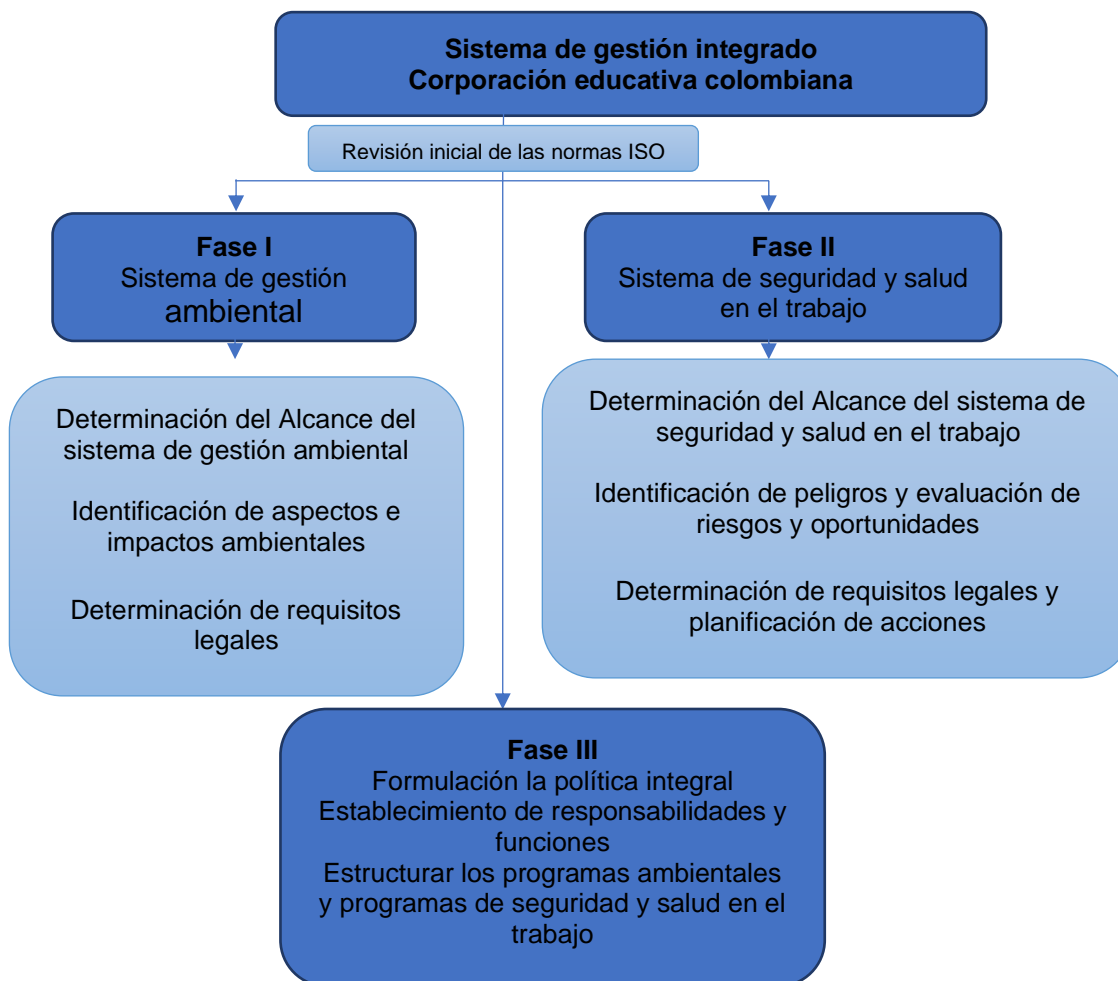 Sistema de gestión integrado
Corporación educativa colombiana
Revisión inicial de las normas ISO
Fase I
Sistema de gestión
ambiental
Fase II
Sistema de seguridad y salud
en el trabajo
Determinación del Alcance del
sistema de gestión ambiental
Identificación de aspectos e
impactos ambientales
Determinación de requisitos
legales
Determinación del Alcance del sistema de
seguridad y salud en el trabajo
Identificación de peligros y evaluación de
riesgos y oportunidades
Determinación de requisitos legales y
planificación de acciones
Fase III
Formulación la política integral
Establecimiento de responsabilidades y
funciones
Estructurar los programas ambientales
y programas de seguridad y salud en el
trabajo